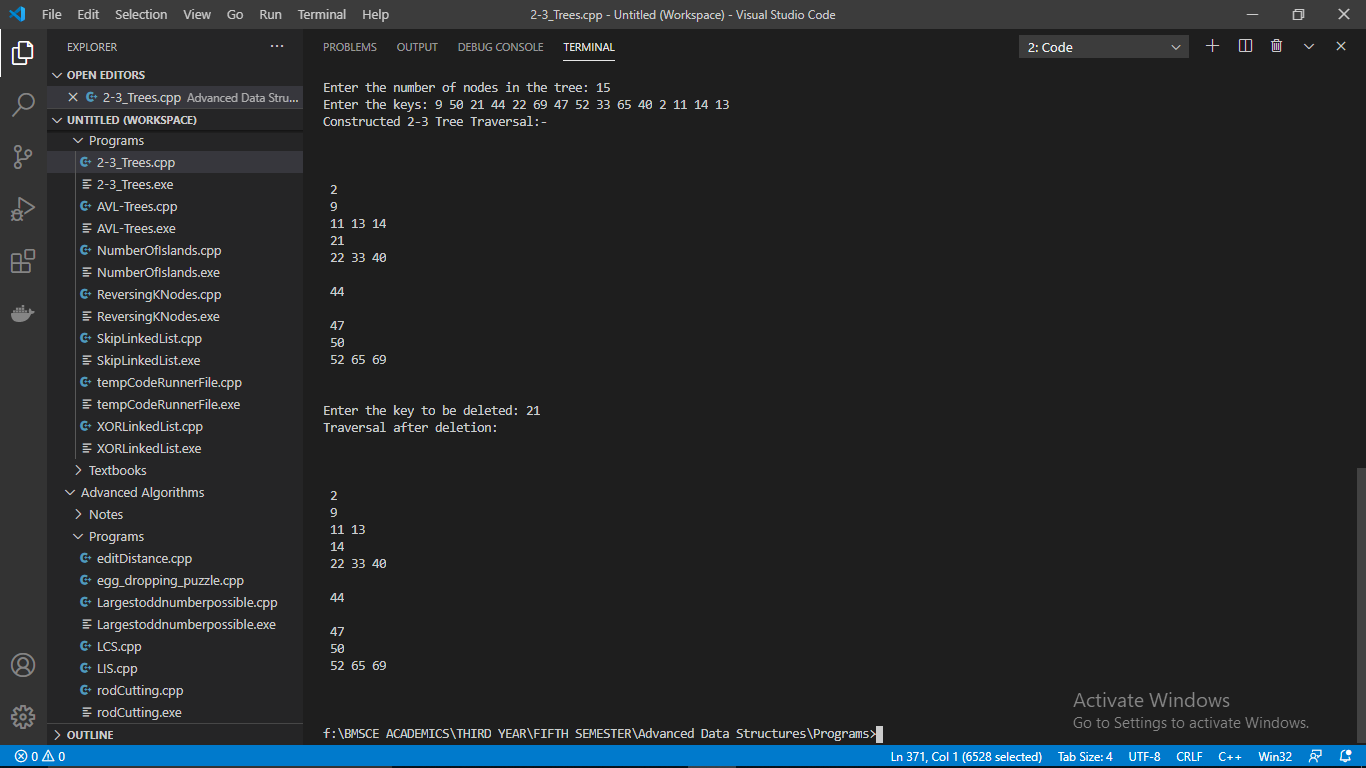 File Edit Selection View Go Run Terminal Help 2-3_Trees.cpp - Untitled (Workspace) - Visual Studio Code
EXPLORER ···
OPEN EDITORS
2-3_Trees.cpp Advanced Data Stru...
UNTITLED (WORKSPACE)
Programs
2-3_Trees.cpp
2-3_Trees.exe
AVL-Trees.cpp
AVL-Trees.exe
NumberOfIslands.cpp
NumberOfIslands.exe
ReversingKNodes.cpp
ReversingKNodes.exe
SkipLinkedList.cpp
SkipLinkedList.exe
tempCodeRunnerFile.cpp
tempCodeRunnerFile.exe
XORLinkedList.cpp
XORLinkedList.exe
Textbooks
Advanced Algorithms
Notes
Programs
editDistance.cpp
egg_dropping_puzzle.cpp
Largestoddnumberpossible.cpp
Largestoddnumberpossible.exe
LCS.cpp
LIS.cpp
rodCutting.cpp
rodCutting.exe
OUTLINE
PROBLEMS OUTPUT DEBUG CONSOLE TERMINAL 2: Code
Enter the number of nodes in the tree: 15
Enter the keys: 9 50 21 44 22 69 47 52 33 65 40 2 11 14 13
Constructed 2-3 Tree Traversal:-
2
9
11 13 14
21
22 33 40
44
47
50
52 65 69
Enter the key to be deleted: 21
Traversal after deletion:
2
9
11 13
14
22 33 40
44
47
50
52 65 69
f:\BMSCE ACADEMICS\THIRD YEAR\FIFTH SEMESTER\Advanced Data Structures\Programs>
Activate Windows
Go to Settings to activate Windows.
0 0 Ln 371, Col 1 (6528 selected) Tab Size: 4 UTF-8 CRLF C++ Win32